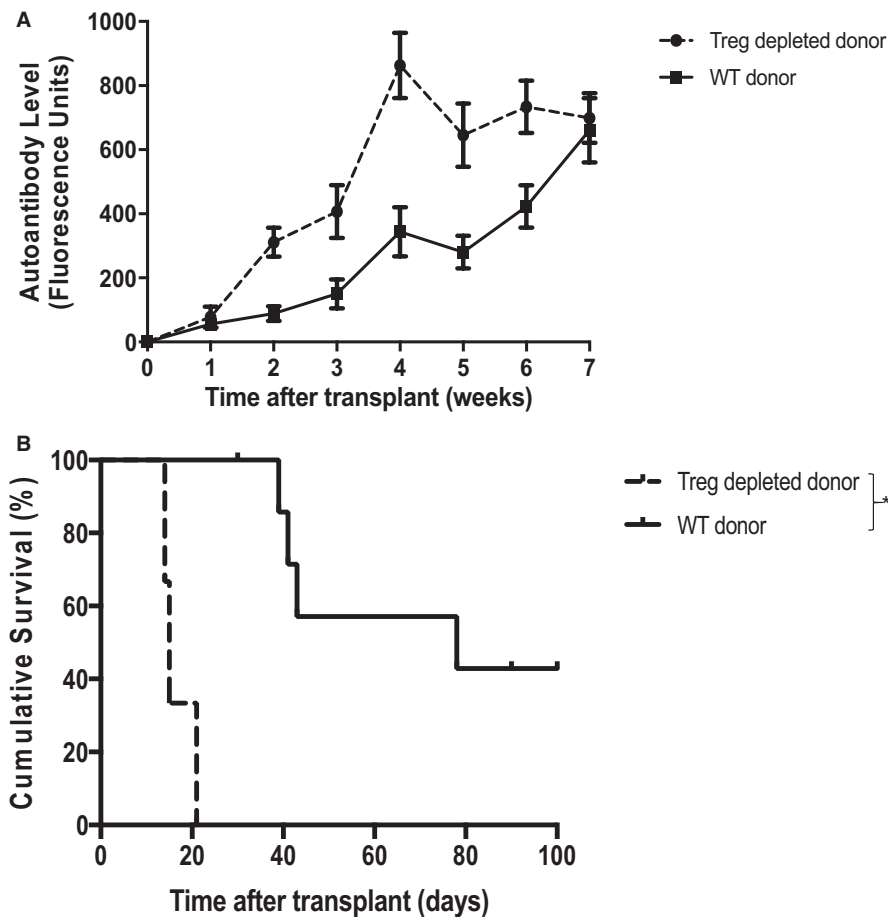 A
1000
800
600
400
200
0
Autoantibody Level
(Fluorescence Units)
0 1 2 3 4 5 6 7
Time after transplant (weeks)
Treg depleted donor
WT donor
B
100
80
60
40
20
0
Cumulative Survival (%)
0 20 40 60 80 100
Time after transplant (days)
Treg depleted donor
WT donor
*